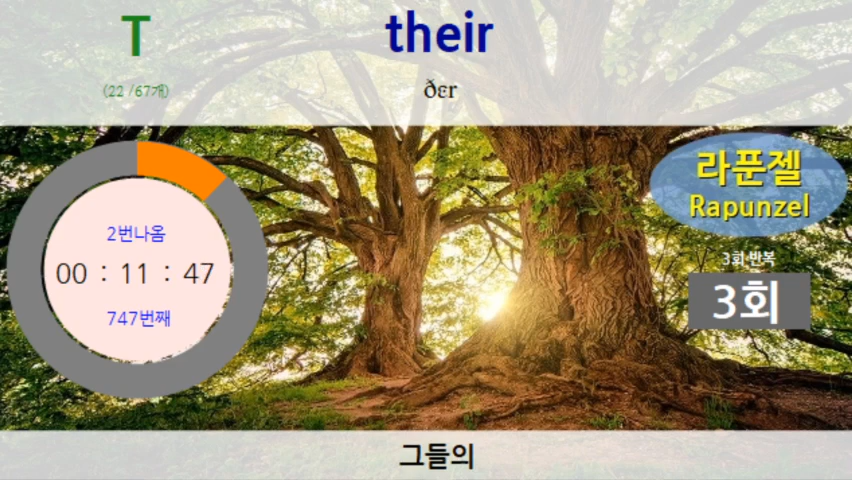 T
(22 /67개)
their
ðɛr
라푼젤
Rapunzel
2번나옴
00 : 11 : 47
747번째
3회 반복
3회
그들의